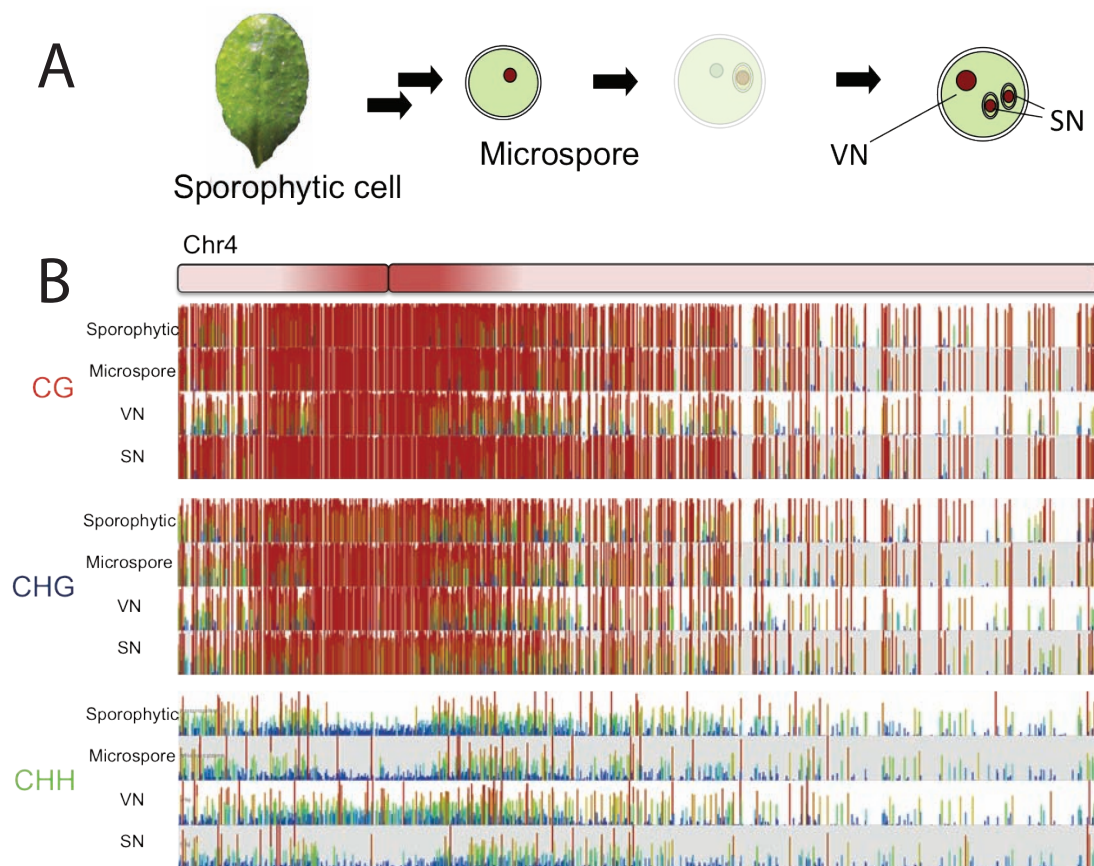 A
Sporophytic cell
Microspore
VN
SN
B
Chr4
CG
Sporophytic
Microspore
VN
SN
CHG
Sporophytic
Microspore
VN
SN
CHH
Sporophytic
Microspore
VN
SN